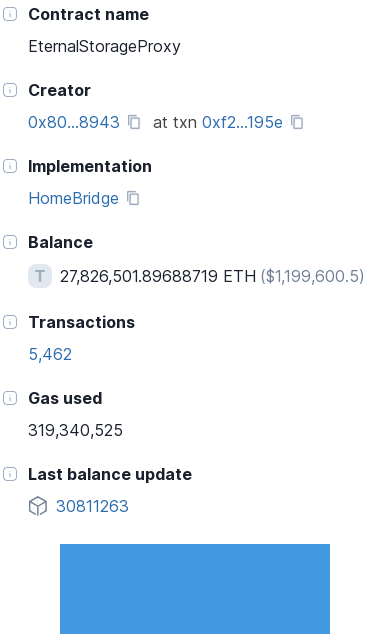 Contract name
EternalStorageProxy
Creator
0x80...8943 at txn 0xf2...195e
Implementation
HomeBridge
Balance
T 27,826,501.89688719 ETH ($1,199,600.5)
Transactions
5,462
Gas used
319,340,525
Last balance update
30811263